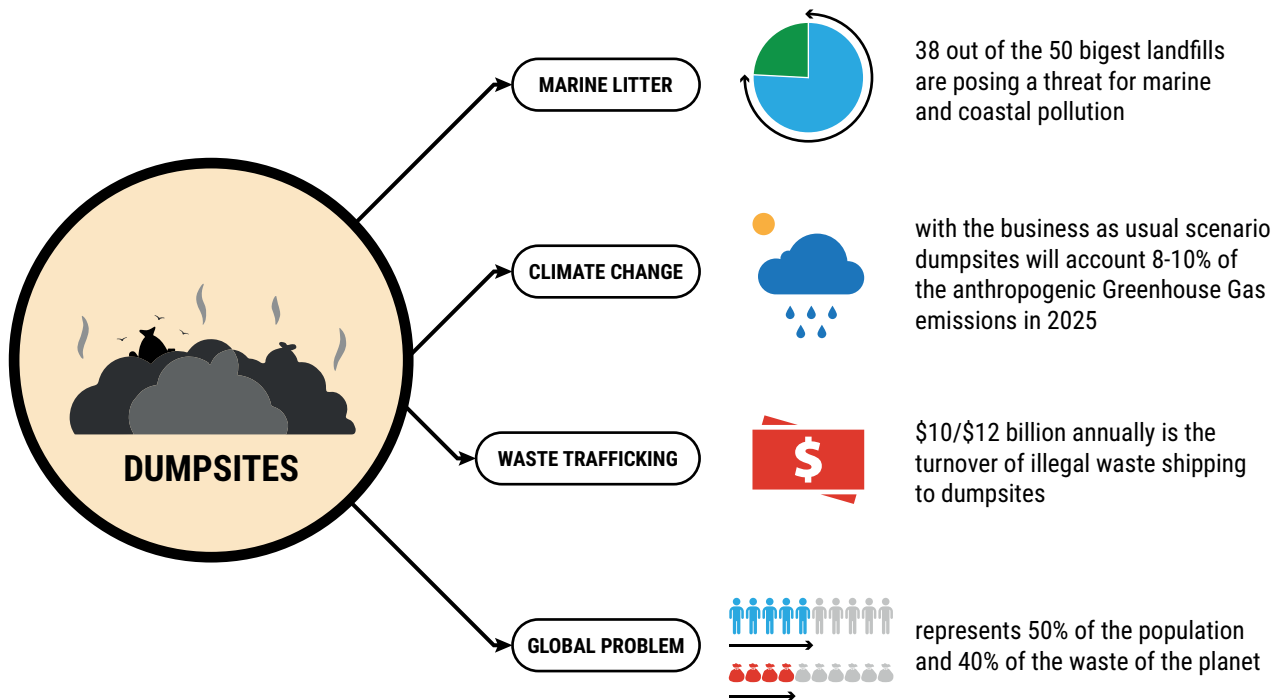 DUMPSITES
MARINE LITTER
38 out of the 50 bigest landfills
are posing a threat for marine
and coastal pollution
CLIMATE CHANGE
with the business as usual scenario
dumpsites will account 8-10% of
the anthropogenic Greenhouse Gas
emissions in 2025
WASTE TRAFFICKING
$
$10/$12 billion annually is the
turnover of illegal waste shipping
to dumpsites
GLOBAL PROBLEM
represents 50% of the population
and 40% of the waste of the planet